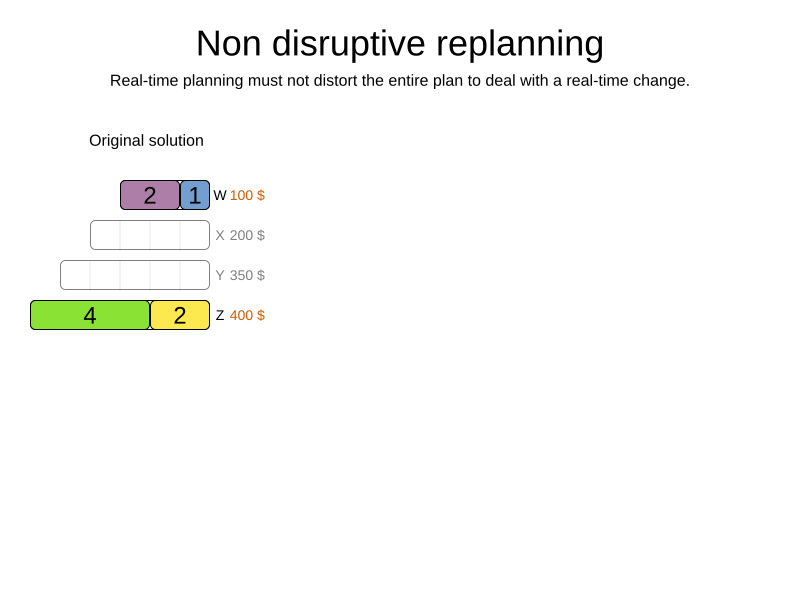 Non disruptive replanning
Real-time planning must not distort the entire plan to deal with a real-time change.
Original solution
2 1 W 100 $
X 200 $
Y 350 $
4 2 Z 400 $